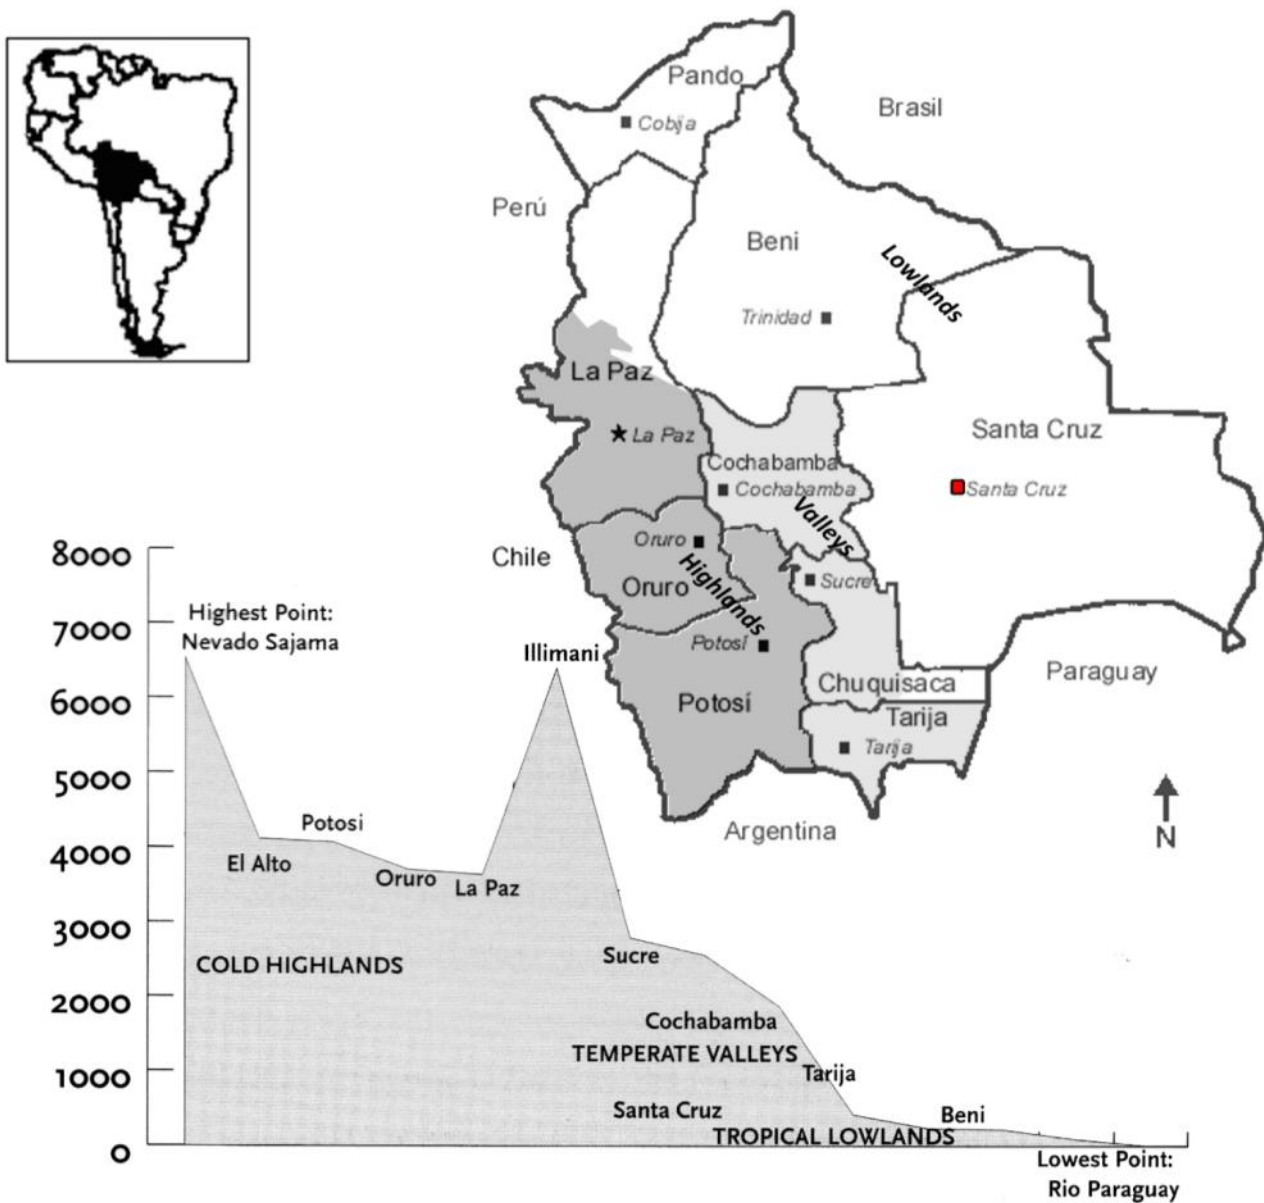 Pando
Brasil
Cobija
Perú
Beni
Lowlands
Trinidad
La Paz
La Paz
Santa Cruz
Cochabamba
Cochabamba
Santa Cruz
Valleys
Oruro
Chile
Highlands
Sucre
Oruro
Potosí
Paraguay
Chuquisaca
Potosí
Tarija
Tarija
Argentina
N
8000
7000
6000
5000
4000
3000
2000
1000
0
Highest Point:
Nevado Sajama
Illimani
Potosi
El Alto
Oruro
La Paz
Sucre
COLD HIGHLANDS
Cochabamba
TEMPERATE VALLEYS
Tarija
Santa Cruz
Beni
TROPICAL LOWLANDS
Lowest Point:
Rio Paraguay